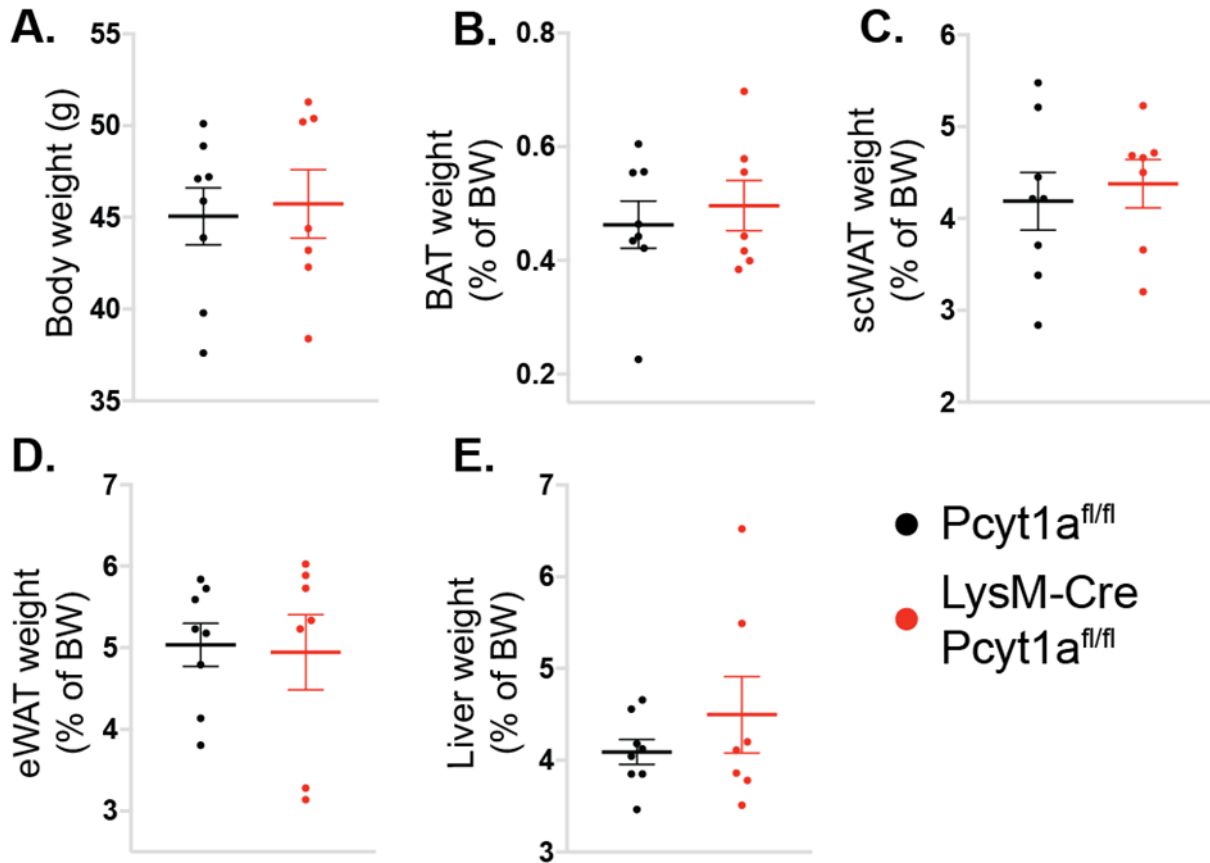 A.
Body weight (g)
55
50
45
40
35
B.
BAT weight
(% of BW)
0.8
0.6
0.4
0.2
C.
scWAT weight
(% of BW)
6
5
4
3
2
D.
eWAT weight
(% of BW)
7
6
5
4
3
E.
Liver weight
(% of BW)
7
6
5
4
3
Pcyt1a^fl/fl
LysM-Cre
Pcyt1a^fl/fl